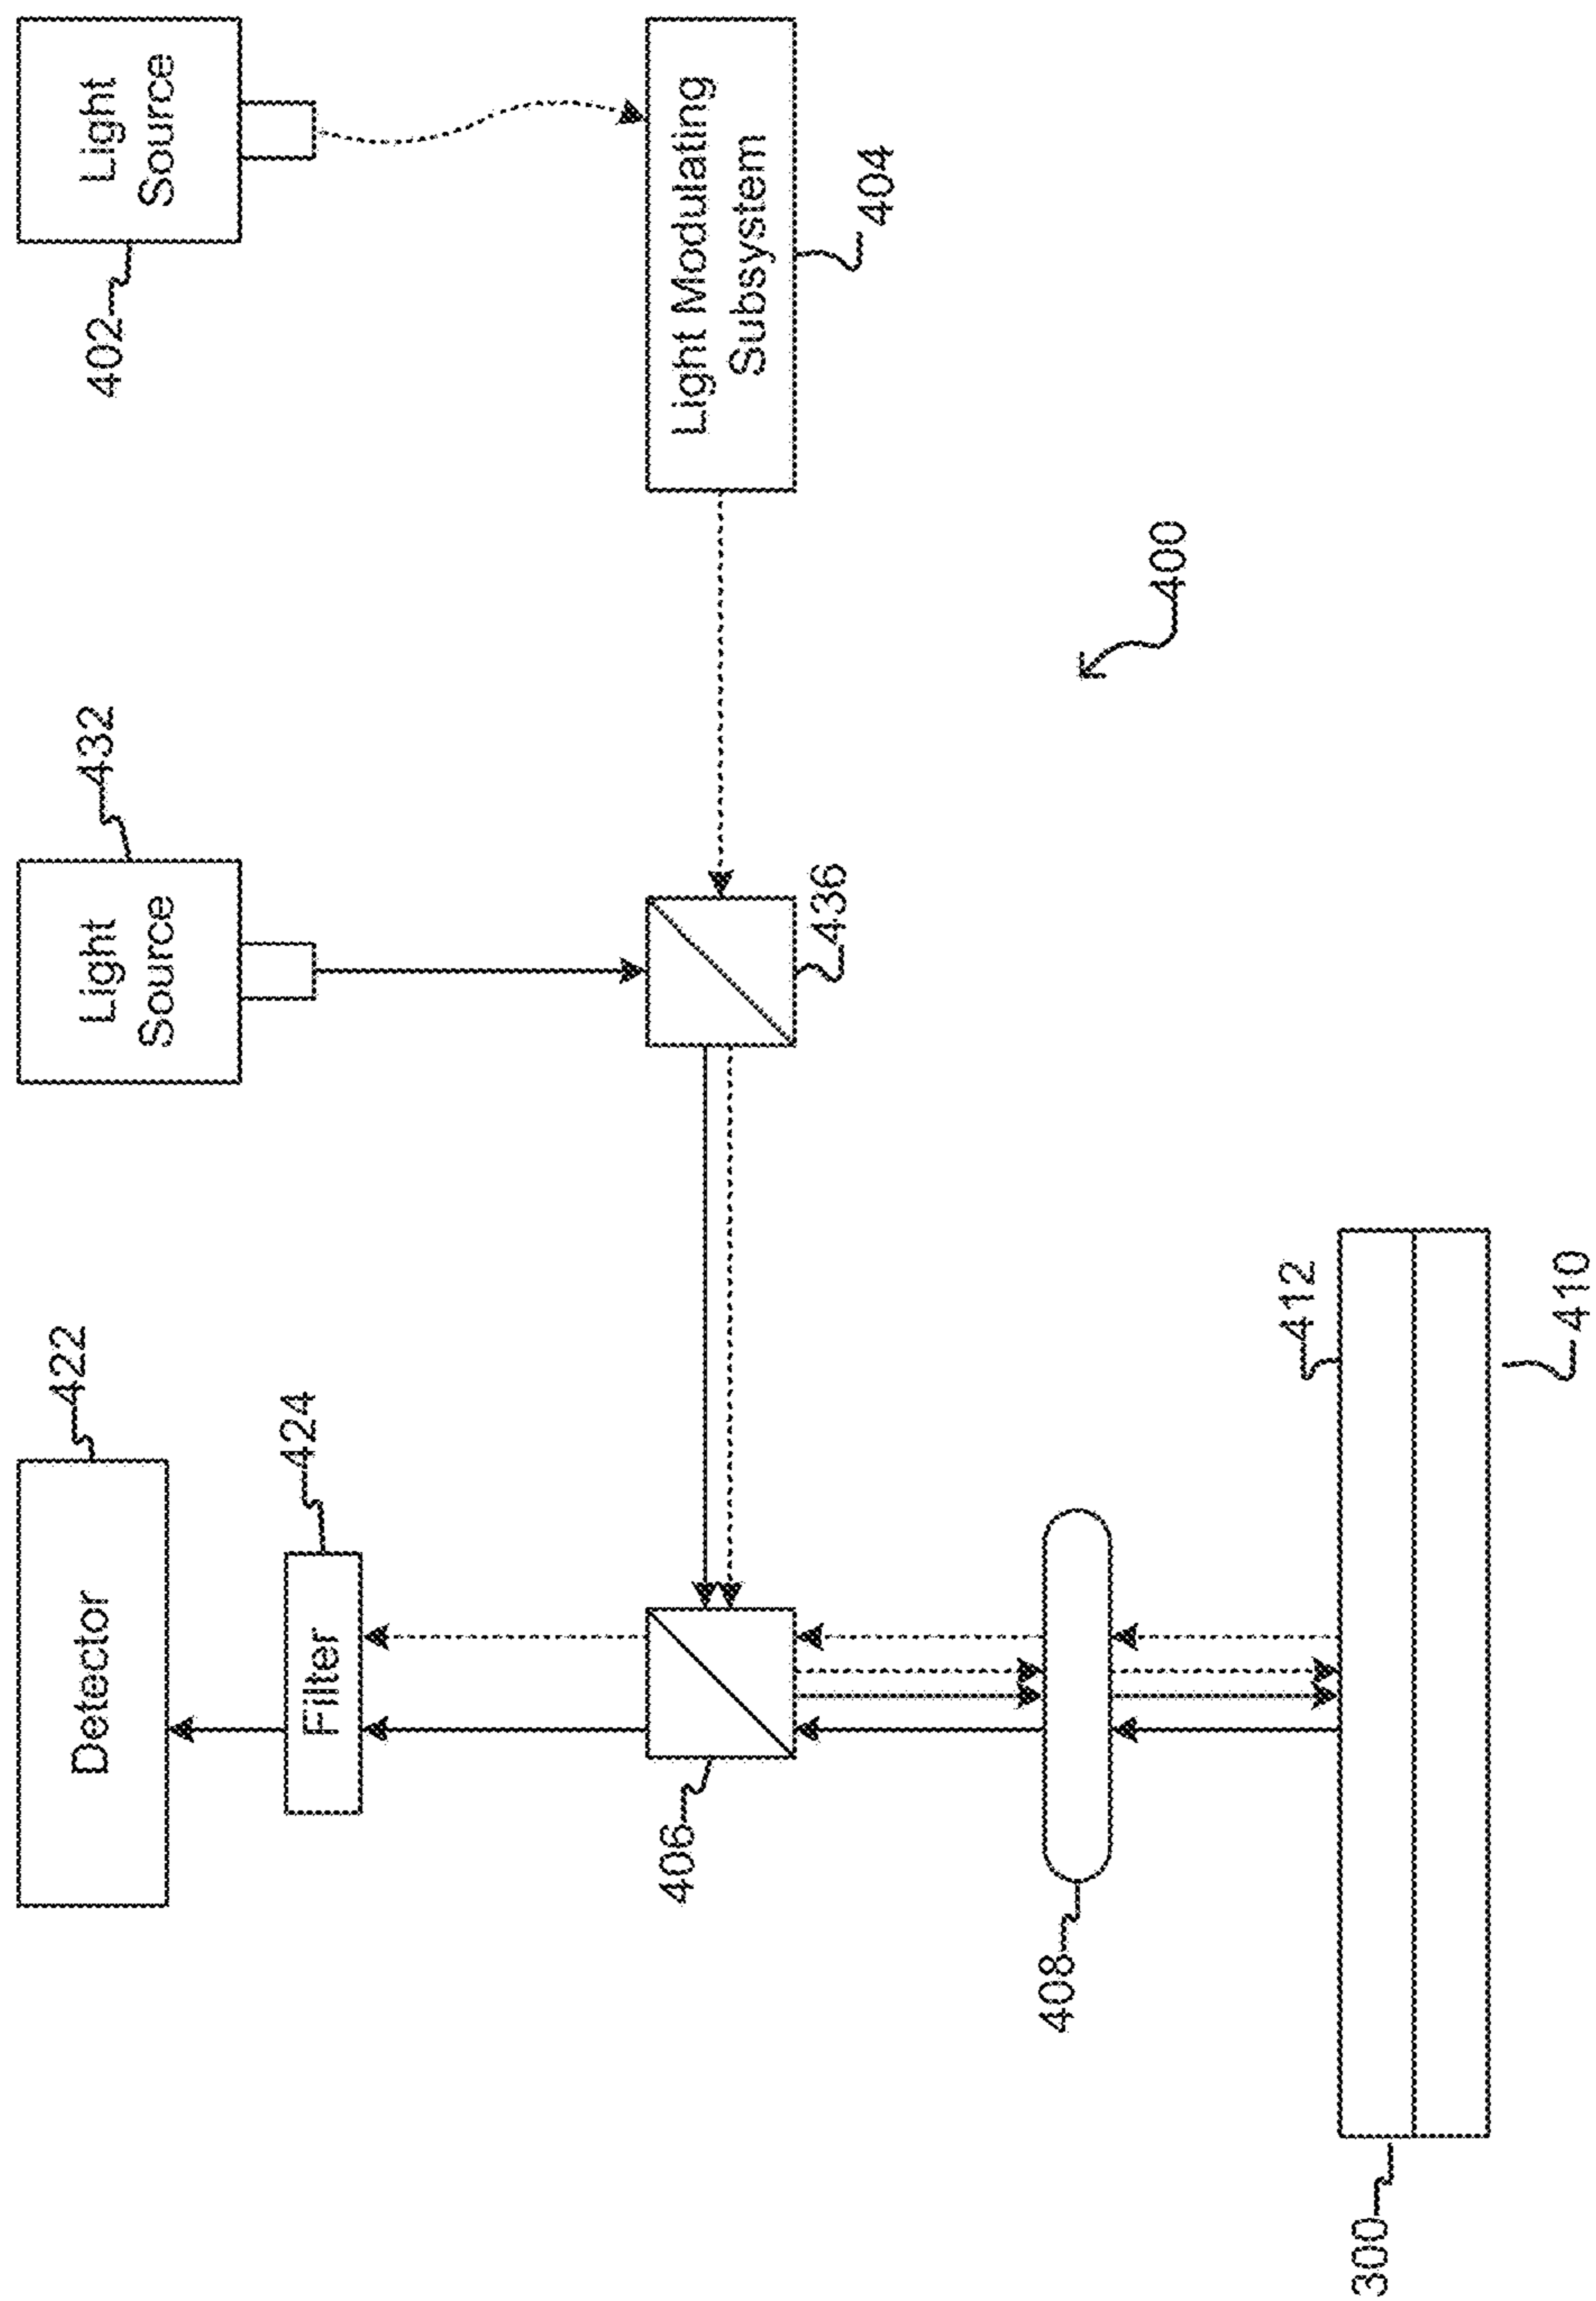 Detector
422
Filter
424
406
408
300
412
410
Light
Source
432
436
400
Light
Source
402
Light Modulating
Subsystem
404